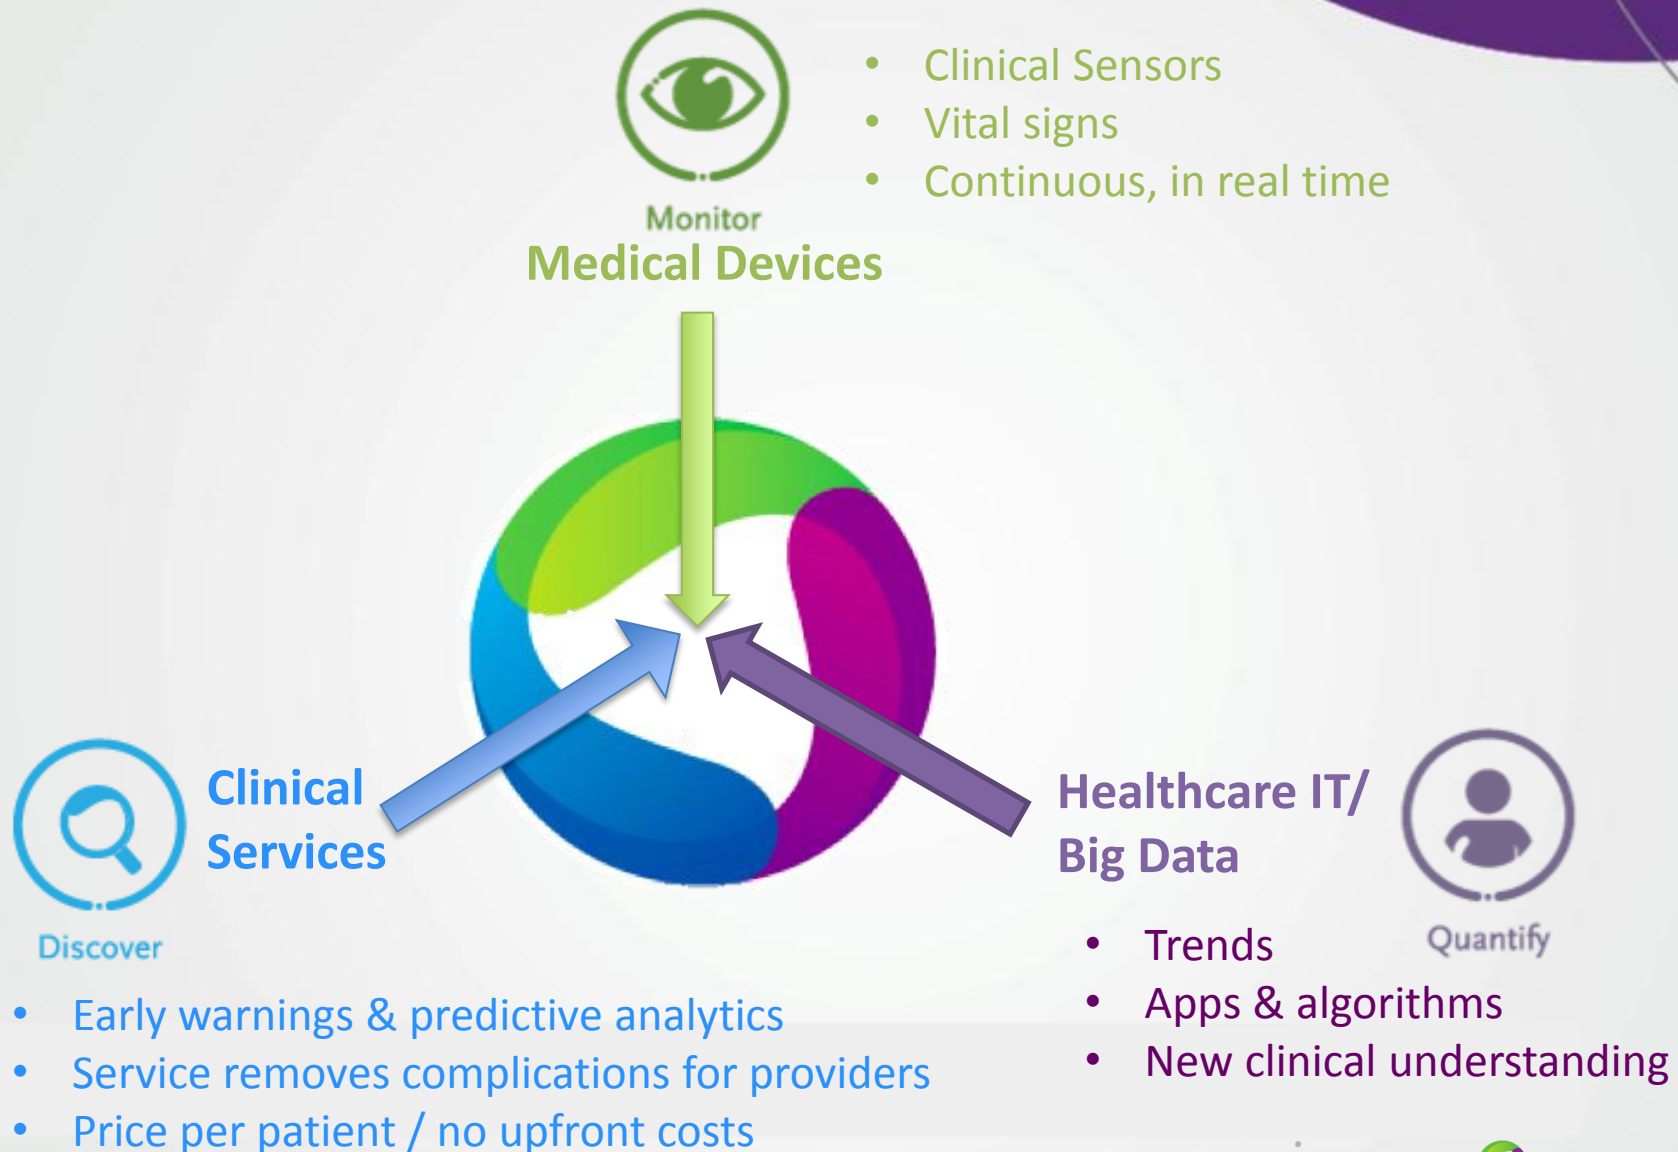 • Clinical Sensors
• Vital signs
• Continuous, in real time
Monitor
Medical Devices
Clinical
Services
Discover
• Early warnings & predictive analytics
• Service removes complications for providers
• Price per patient / no upfront costs
Healthcare IT/
Big Data
Quantify
• Trends
• Apps & algorithms
• New clinical understanding